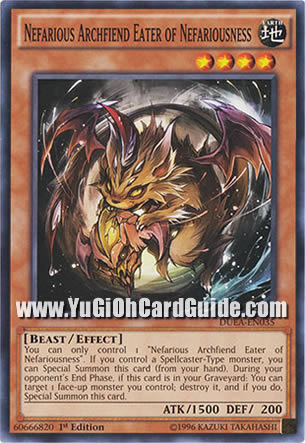 NEFARIOUS ARCHFIEND EATER OF NEFARIOUSNESS
EARTH
地
www.YuGiOhCardGuide.com
DUEA-EN035
[BEAST / EFFECT]
You can only control 1 "Nefarious Archfiend Eater of
Nefariousness". If you control a Spellcaster-Type monster, you
can Special Summon this card (from your hand). During your
opponent's End Phase, if this card is in your Graveyard: You can
target 1 face-up monster you control; destroy it, and if you do,
Special Summon this card.
ATK/1500 DEF/ 200
60666820 1st Edition ©1996 KAZUKI TAKAHASHI